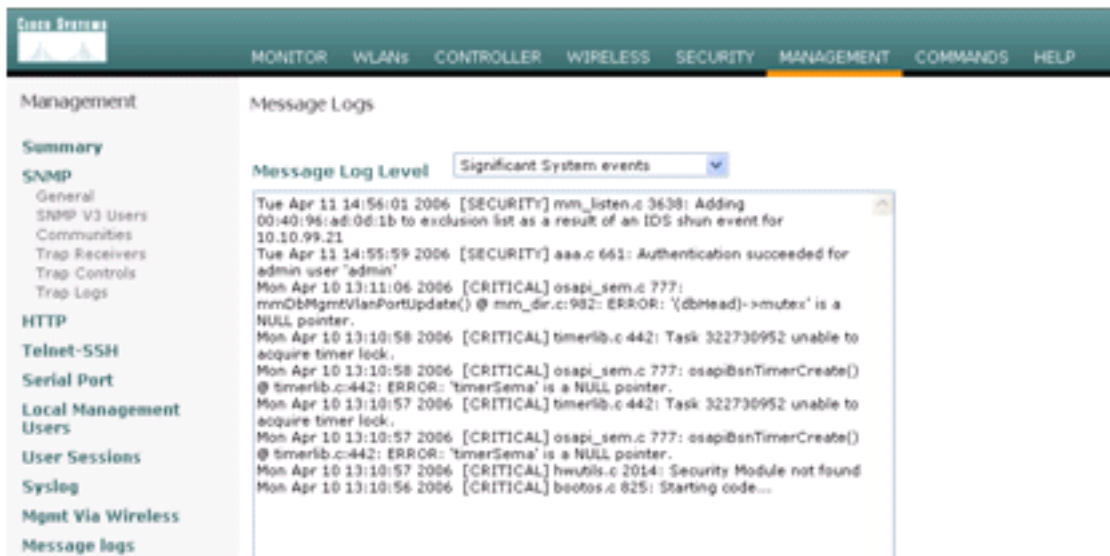 CISCO SYSTEMS
MONITOR WLANs CONTROLLER WIRELESS SECURITY MANAGEMENT COMMANDS HELP
Management
Summary
SNMP
General
SNMP V3 Users
Communities
Trap Receivers
Trap Controls
Trap Logs
HTTP
Telnet-SSH
Serial Port
Local Management
Users
User Sessions
Syslog
Mgmt Via Wireless
Message logs
Message Logs
Message Log Level Significant System events
Tue Apr 11 14:56:01 2006 [SECURITY] mm_listen.c 3638: Adding
00:40:96:ad:0d:1b to exclusion list as a result of an IDS shun event for
10.10.99.21
Tue Apr 11 14:55:59 2006 [SECURITY] aaa.c 661: Authentication succeeded for
admin user 'admin'
Mon Apr 10 13:11:06 2006 [CRITICAL] osapi_sem.c 777:
mmDbMgmtVlanPortUpdate() @ mm_dir.c:982: ERROR: '(dbHead)->mutex' is a
NULL pointer.
Mon Apr 10 13:10:58 2006 [CRITICAL] timerlib.c 442: Task 322730952 unable to
acquire timer lock.
Mon Apr 10 13:10:58 2006 [CRITICAL] osapi_sem.c 777: osapiBsnTimerCreate()
@ timerlib.c:442: ERROR: 'timerSema' is a NULL pointer.
Mon Apr 10 13:10:57 2006 [CRITICAL] timerlib.c 442: Task 322730952 unable to
acquire timer lock.
Mon Apr 10 13:10:57 2006 [CRITICAL] osapi_sem.c 777: osapiBsnTimerCreate()
@ timerlib.c:442: ERROR: 'timerSema' is a NULL pointer.
Mon Apr 10 13:10:57 2006 [CRITICAL] hwutils.c 2014: Security Module not found
Mon Apr 10 13:10:56 2006 [CRITICAL] bootos.c 825: Starting code...